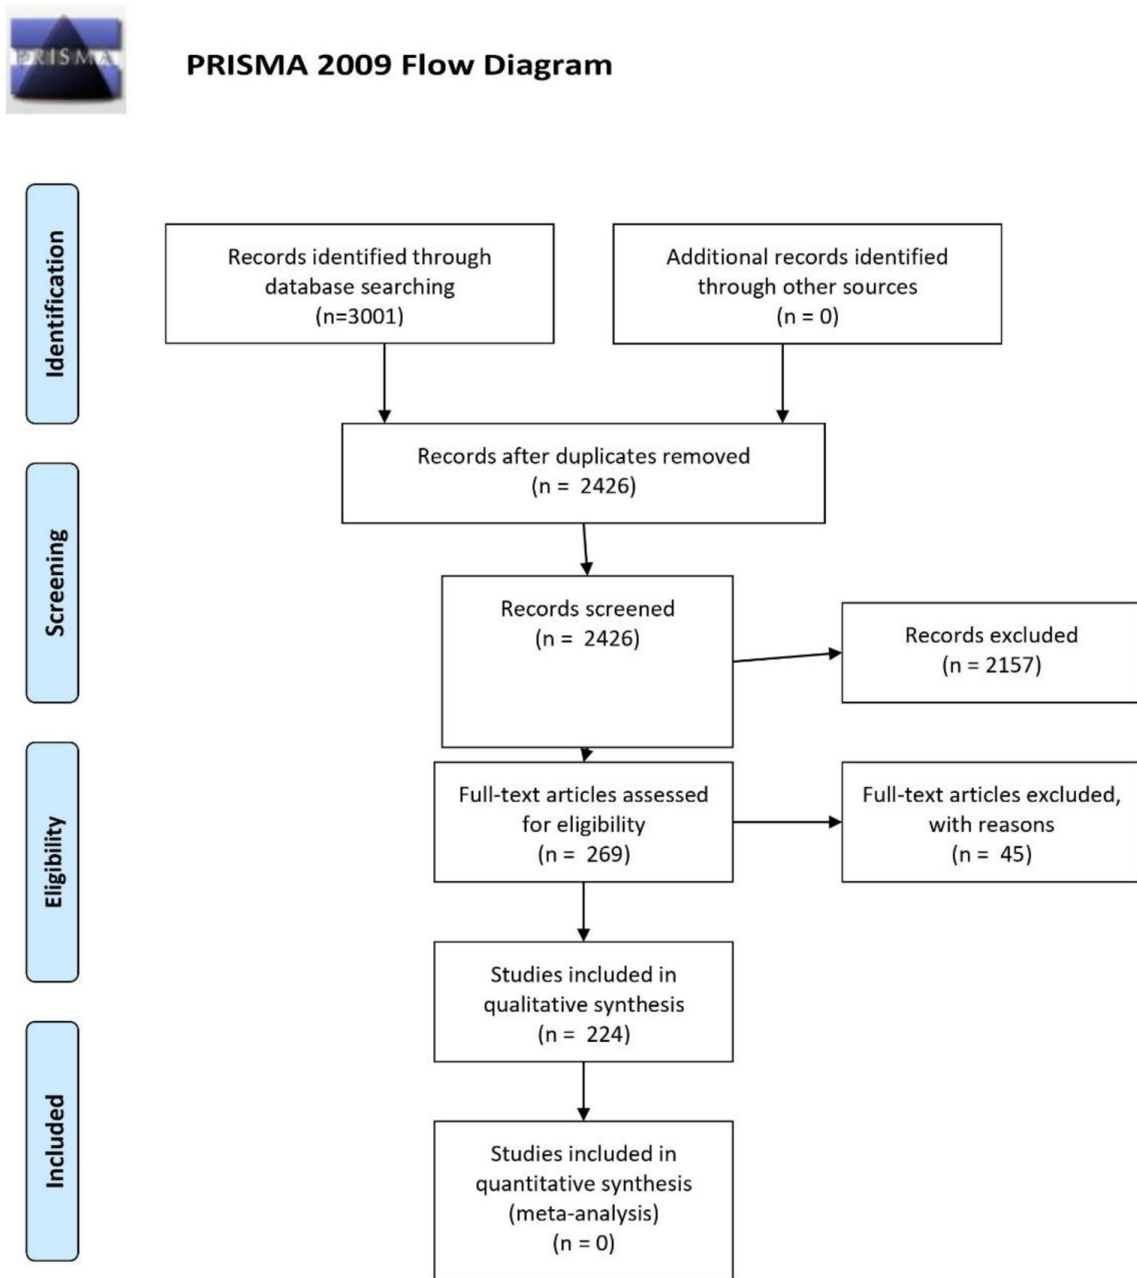 PRISMA
PRISMA 2009 Flow Diagram
Identification
Records identified through
database searching
(n=3001)
Additional records identified
through other sources
(n = 0)
Records after duplicates removed
(n = 2426)
Screening
Records screened
(n = 2426)
Records excluded
(n = 2157)
Eligibility
Full-text articles assessed
for eligibility
(n = 269)
Full-text articles excluded,
with reasons
(n = 45)
Studies included in
qualitative synthesis
(n = 224)
Included
Studies included in
quantitative synthesis
(meta-analysis)
(n = 0)